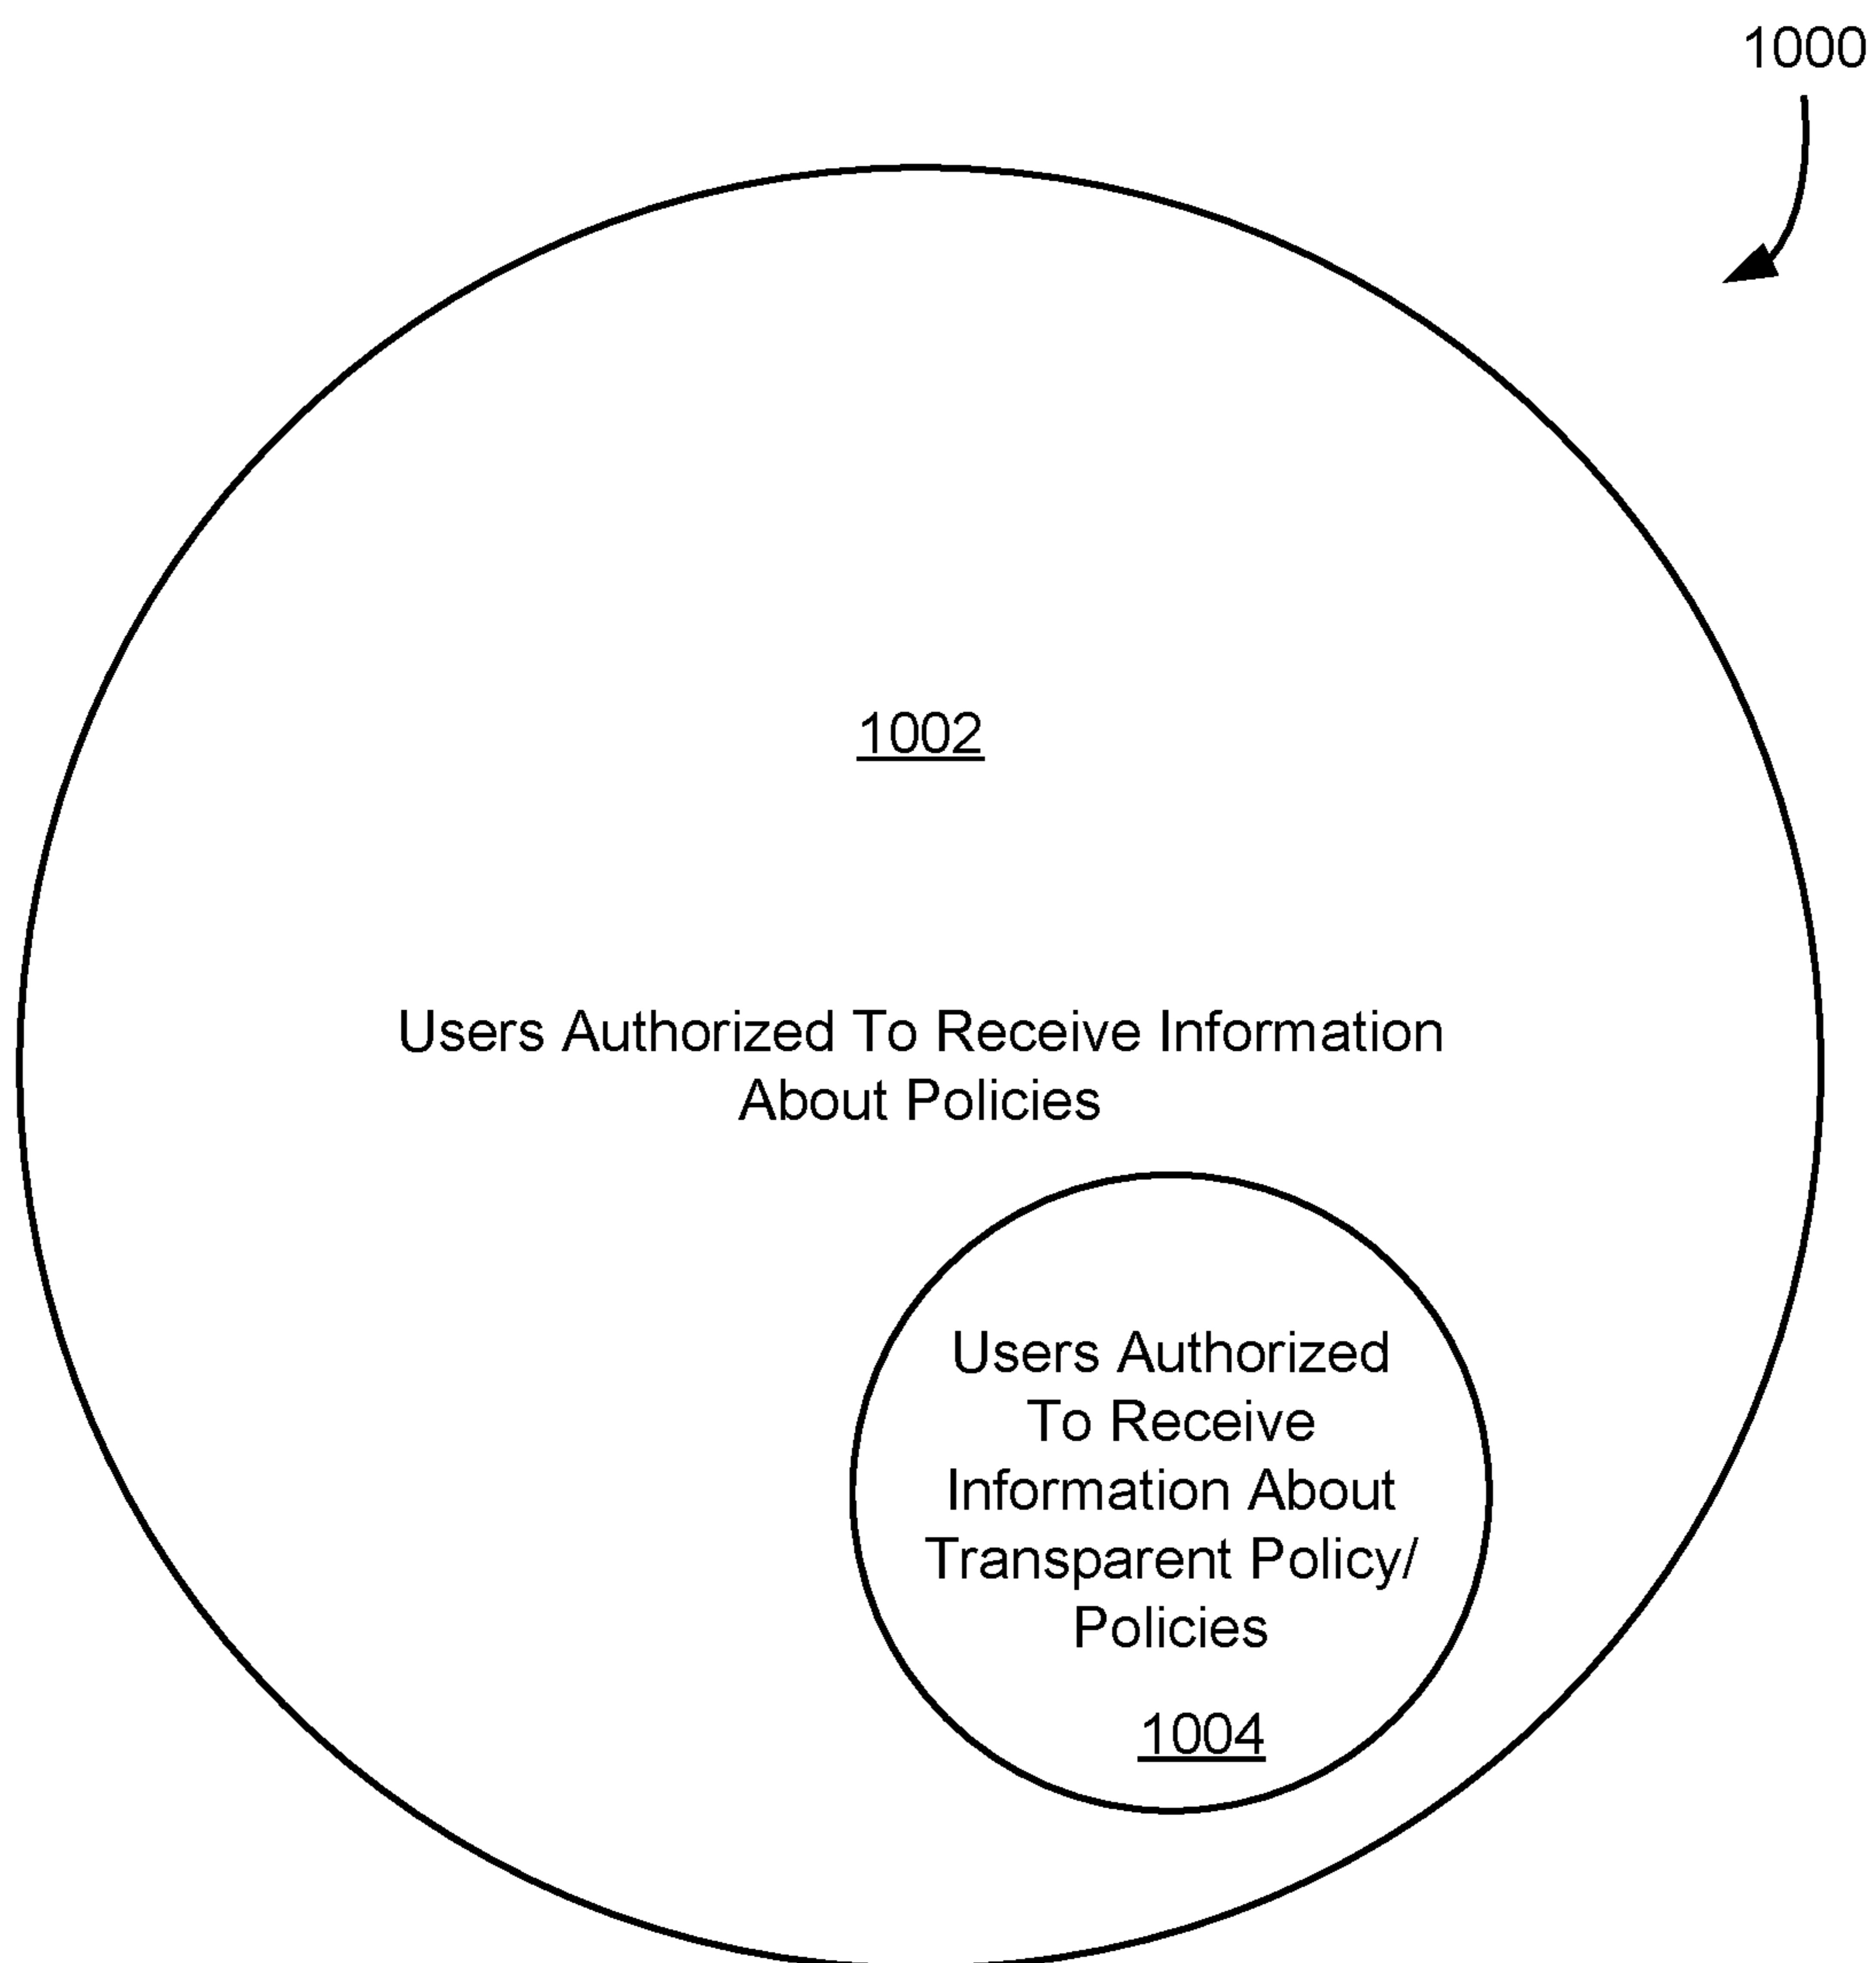 1000
1002
Users Authorized To Receive Information
About Policies
Users Authorized
To Receive
Information About
Transparent Policy/
Policies
1004